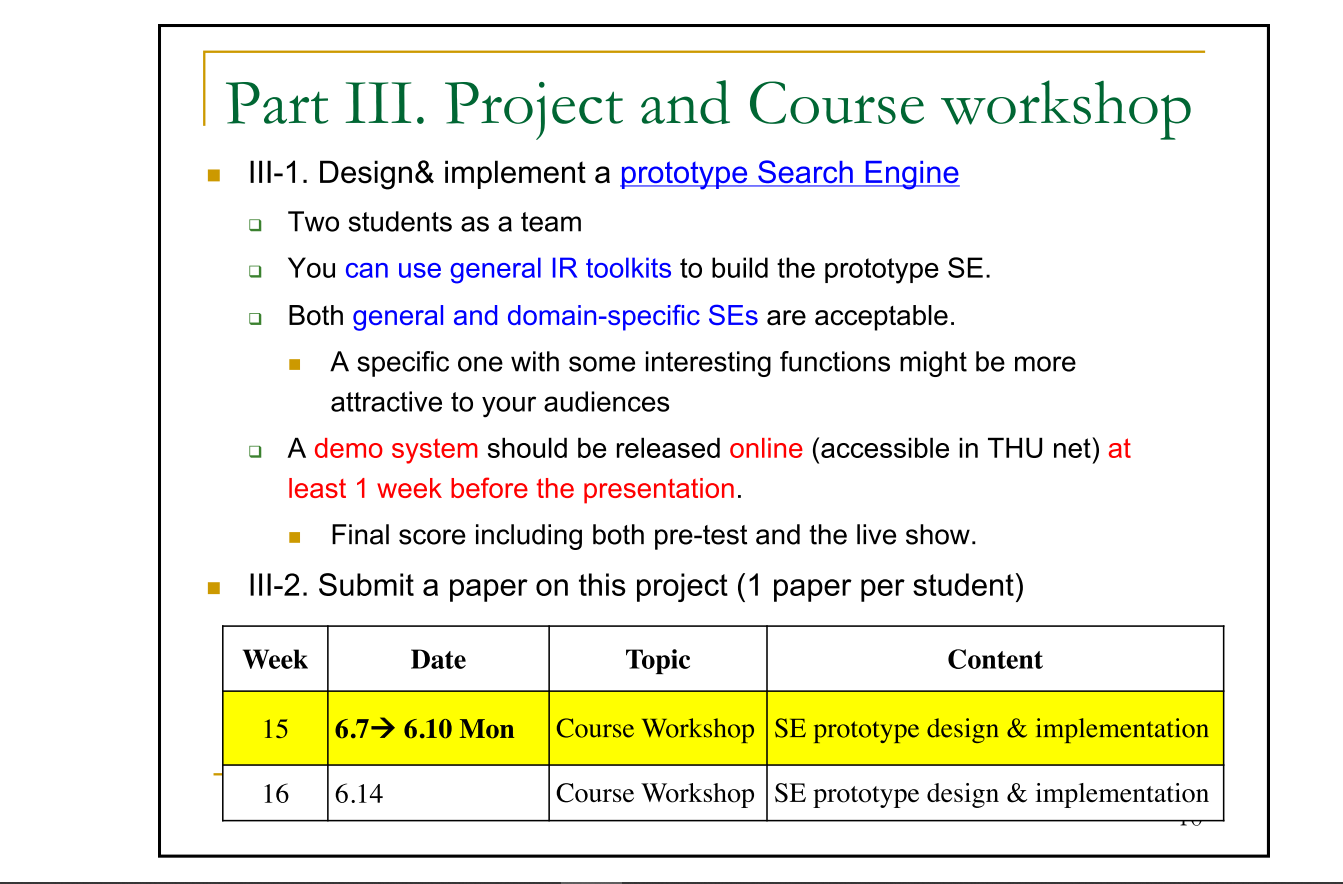 Part III. Project and Course workshop
III-1. Design& implement a prototype Search Engine
Two students as a team
You can use general IR toolkits to build the prototype SE.
Both general and domain-specific SEs are acceptable.
A specific one with some interesting functions might be more
attractive to your audiences
A demo system should be released online (accessible in THU net) at
least 1 week before the presentation.
Final score including both pre-test and the live show.
III-2. Submit a paper on this project (1 paper per student)
Week Date Topic Content
15 6.7→ 6.10 Mon Course Workshop SE prototype design & implementation
16 6.14 Course Workshop SE prototype design & implementation